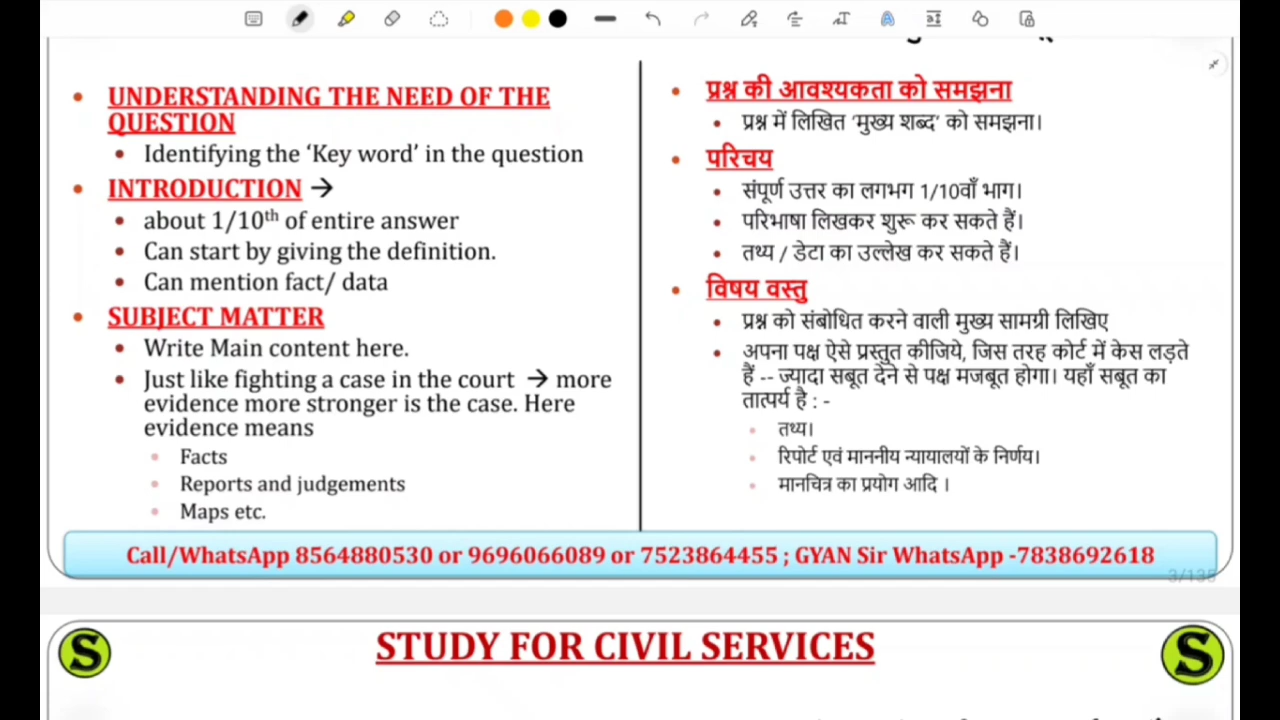 UNDERSTANDING THE NEED OF THE
QUESTION
Identifying the ‘Key word’ in the question
INTRODUCTION →
about 1/10th of entire answer
Can start by giving the definition.
Can mention fact/ data
SUBJECT MATTER
Write Main content here.
Just like fighting a case in the court → more
evidence more stronger is the case. Here
evidence means
Facts
Reports and judgements
Maps etc.
प्रश्न की आवश्यकता को समझना
प्रश्न में लिखित ‘मुख्य शब्द’ को समझना।
परिचय
संपूर्ण उत्तर का लगभग 1/10वाँ भाग।
परिभाषा लिखकर शुरू कर सकते हैं।
तथ्य / डेटा का उल्लेख कर सकते हैं।
विषय वस्तु
प्रश्न को संबोधित करने वाली मुख्य सामग्री लिखिए
अपना पक्ष ऐसे प्रस्तुत कीजिये, जिस तरह कोर्ट में केस लड़ते
हैं -- ज्यादा सबूत देने से पक्ष मजबूत होगा। यहाँ सबूत का
तात्पर्य है : -
तथ्य।
रिपोर्ट एवं माननीय न्यायालयों के निर्णय।
मानचित्र का प्रयोग आदि ।
Call/WhatsApp 8564880530 or 9696066089 or 7523864455 ; GYAN Sir WhatsApp -7838692618
3/135
S
STUDY FOR CIVIL SERVICES
S